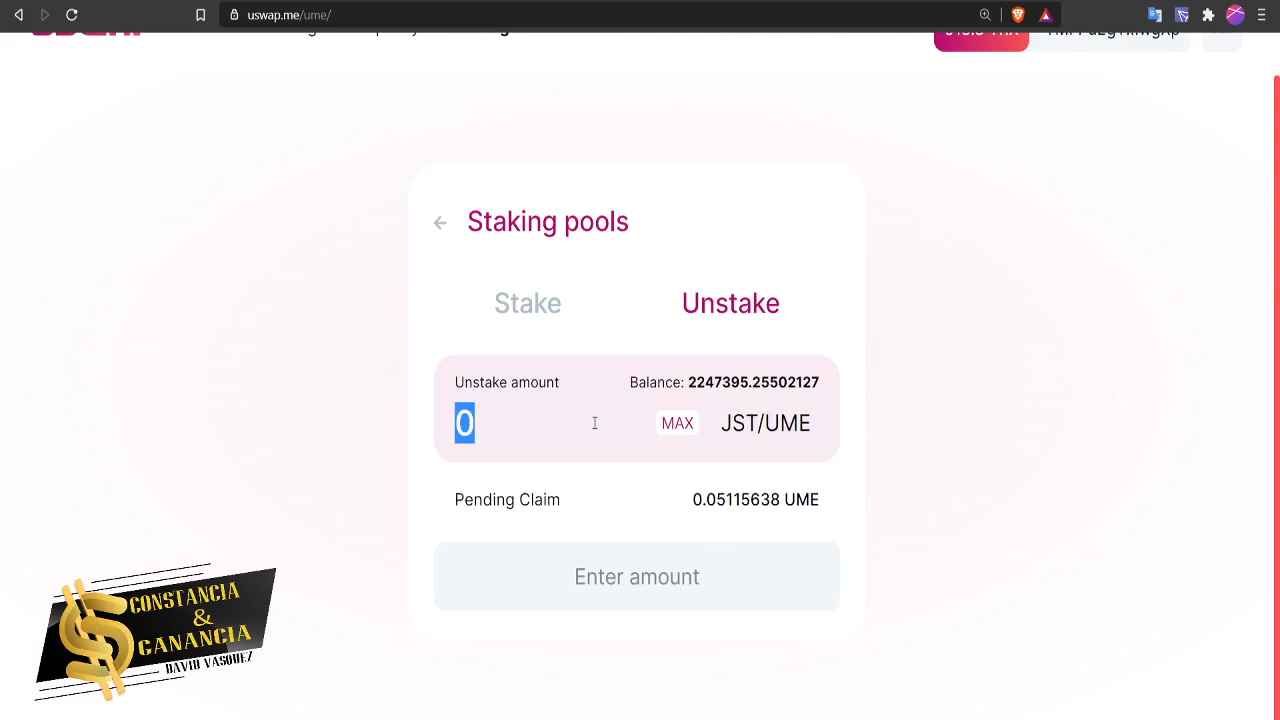 uswap.me/ume/
Staking pools
Stake
Unstake
Unstake amount
Balance: 2247395.25502127
0
MAX
JST/UME
Pending Claim
0.05115638 UME
Enter amount
CONSTANCIA
&
GANANCIA
DAVID VASQUEZ